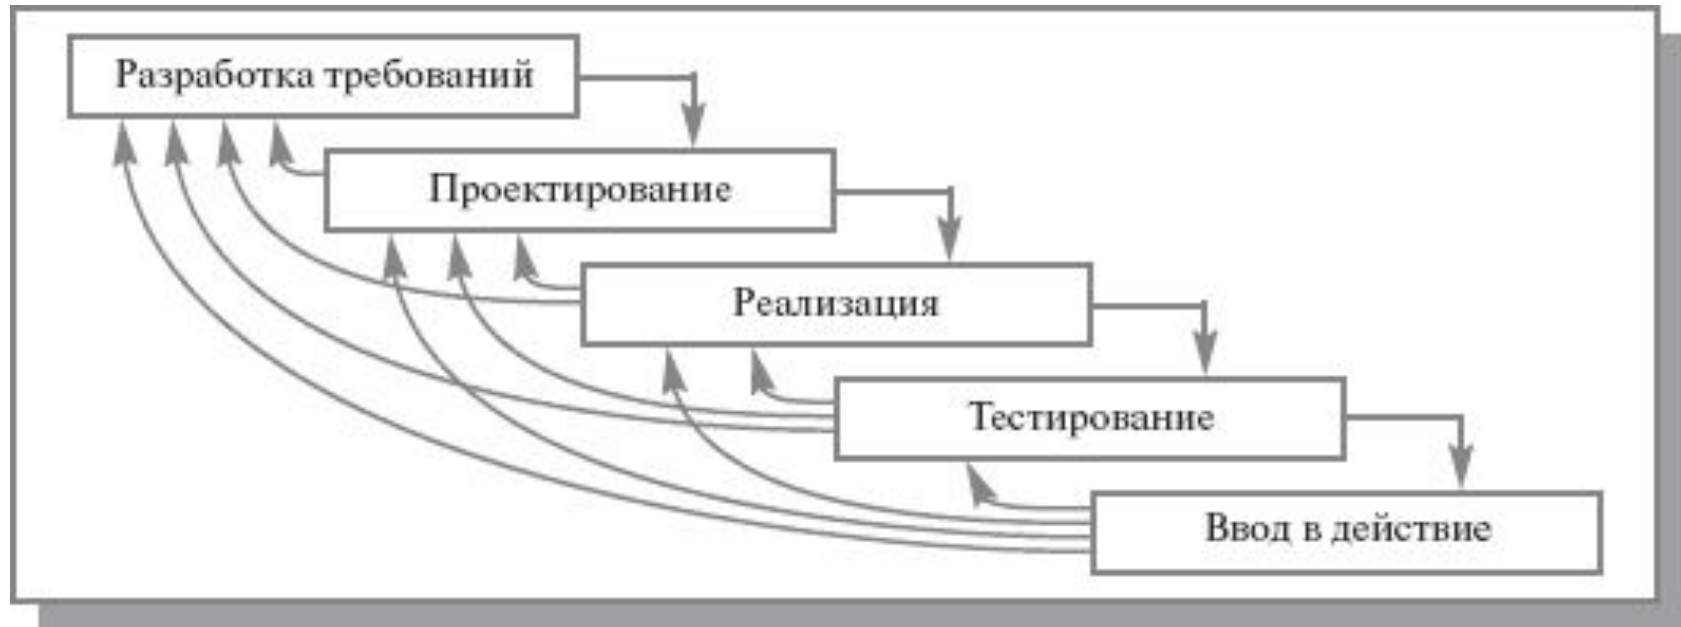 Разработка требований
Проектирование
Реализация
Тестирование
Ввод в действие